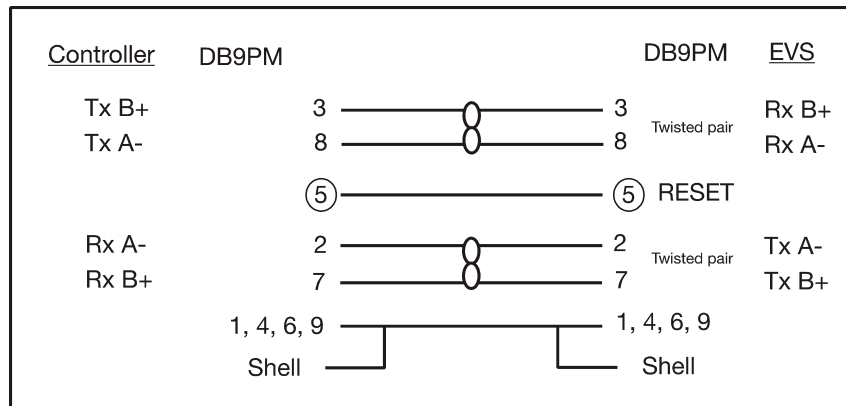 Controller DB9PM DB9PM EVS
Tx B+ 3 3 Twisted pair Rx B+
Tx A- 8 8 Rx A-
5 5 RESET
Rx A- 2 2 Twisted pair Tx A-
Rx B+ 7 7 Tx B+
1, 4, 6, 9 1, 4, 6, 9
Shell Shell